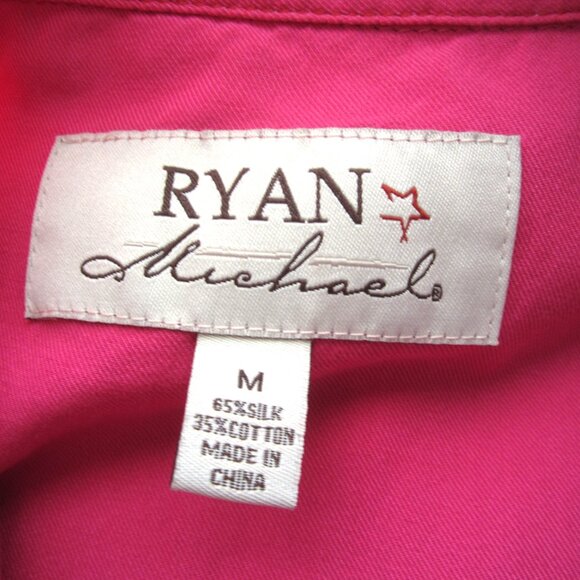 RYAN
Michael®
M
65%SILK
35%COTTON
MADE IN
CHINA